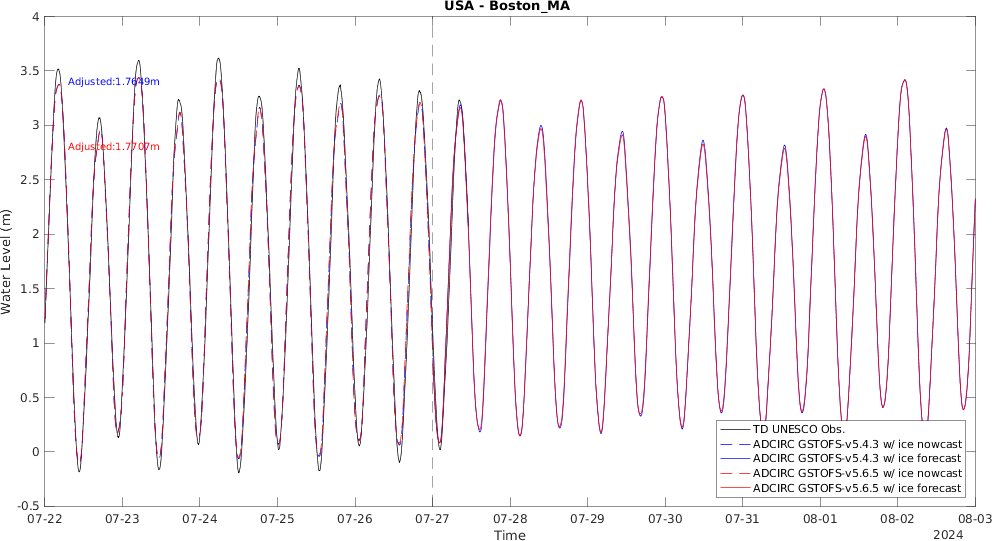 USA - Boston_MA
4
3.5
3
2.5
2
1.5
1
0.5
0
-0.5
Water Level (m)
Adjusted:1.7649m
Adjusted:1.7707m
TD UNESCO Obs.
ADCIRC GSTOFS-v5.4.3 w/ ice nowcast
ADCIRC GSTOFS-v5.4.3 w/ ice forecast
ADCIRC GSTOFS-v5.6.5 w/ ice nowcast
ADCIRC GSTOFS-v5.6.5 w/ ice forecast
07-22 07-23 07-24 07-25 07-26 07-27 07-28 07-29 07-30 07-31 08-01 08-02 08-03
Time
2024